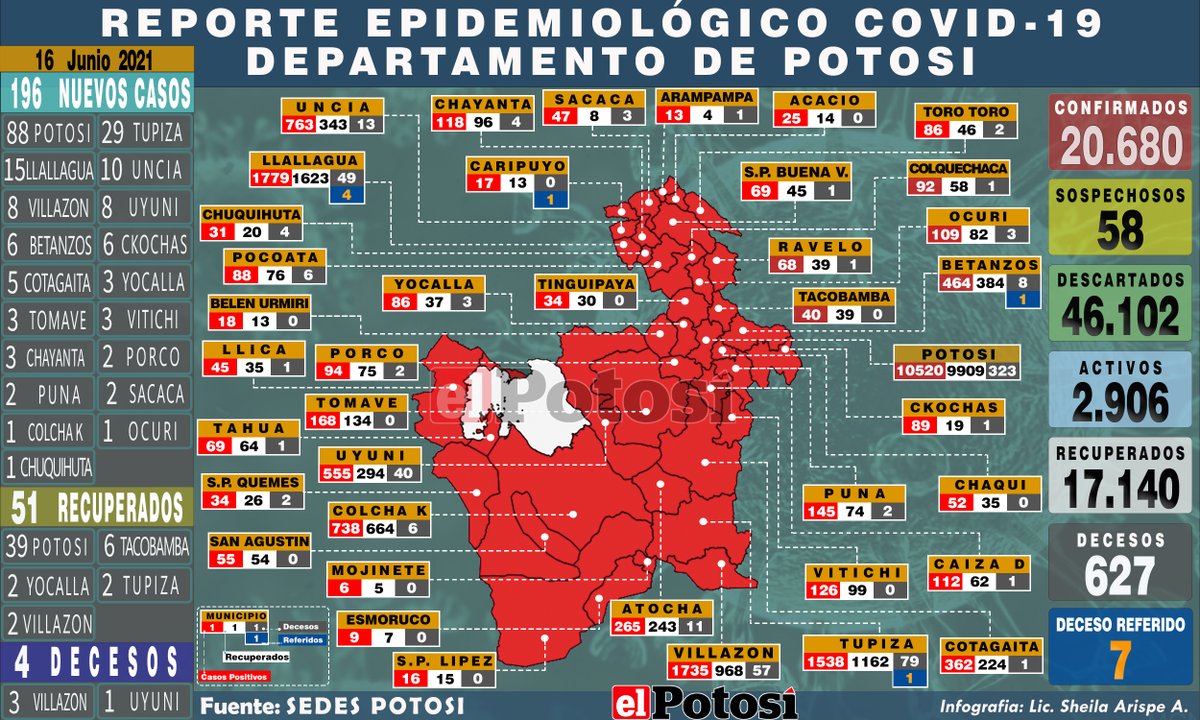 REPORTE EPIDEMIOLÓGICO COVID-19
DEPARTAMENTO DE POTOSI
16 Junio 2021
196 NUEVOS CASOS
88 POTOSI 29 TUPIZA
15 LLALLAGUA 10 UNCIA
8 VILLAZON 8 UYUNI
6 BETANZOS 6 CKOCHAS
5 COTAGAITA 3 YOCALLA
3 TOMAVE 3 VITICHI
3 CHAYANTA 2 PORCO
2 PUNA 2 SACACA
1 COLCHA K 1 OCURI
1 CHUQUIHUTA
51 RECUPERADOS
39 POTOSI 6 TACOBAMBA
2 YOCALLA 2 TUPIZA
2 VILLAZON
4 DECESOS
3 VILLAZON 1 UYUNI
UNCIA
763 343 13
CHAYANTA
118 96 4
SACACA
47 8 3
ARAMPAMPA
13 4 1
ACACIO
25 14 0
TORO TORO
86 46 2
LLALLAGUA
1779 1623 49
4
CARIPUYO
17 13 0
1
S.P. BUENA V.
69 45 1
COLQUECHACA
92 58 1
CHUQUIHUTA
31 20 4
OCURI
109 82 3
POCOATA
88 76 6
RAVELO
68 39 1
YOCALLA
86 37 3
TINGUIPAYA
34 30 0
BETANZOS
464 384 8
1
BELEN URMIRI
18 13 0
TACOBAMBA
40 39 0
LLICA
45 35 1
PORCO
94 75 2
POTOSI
10520 9909 323
el Potosí
TOMAVE
168 134 0
CKOCHAS
89 19 1
TAHUA
69 64 1
UYUNI
555 294 40
S.P. QUEMES
34 26 2
PUNA
145 74 2
CHAQUI
52 35 0
COLCHA K
738 664 6
SAN AGUSTIN
55 54 0
MOJINETE
6 5 0
VITICHI
126 99 0
CAIZA D
112 62 1
ESMORUCO
9 7 0
ATOCHA
265 243 11
S.P. LIPEZ
16 15 0
VILLAZON
1735 968 57
TUPIZA
1538 1162 79
1
COTAGAITA
362 224 1
MUNICIPIO
1 1 1
1
Decesos
Referidos
Recuperados
Casos Positivos
CONFIRMADOS
20.680
SOSPECHOSOS
58
DESCARTADOS
46.102
ACTIVOS
2.906
RECUPERADOS
17.140
DECESOS
627
DECESO REFERIDO
7
Fuente: SEDES POTOSI
el Potosí
Infografia: Lic. Sheila Arispe A.